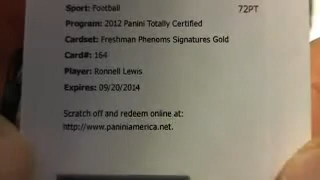 Sport: Football 72PT
Program: 2012 Panini Totally Certified
Cardset: Freshman Phenoms Signatures Gold
Card#: 164
Player: Ronnell Lewis
Expires: 09/20/2014
Scratch off and redeem online at:
http://www.paniniamerica.net.